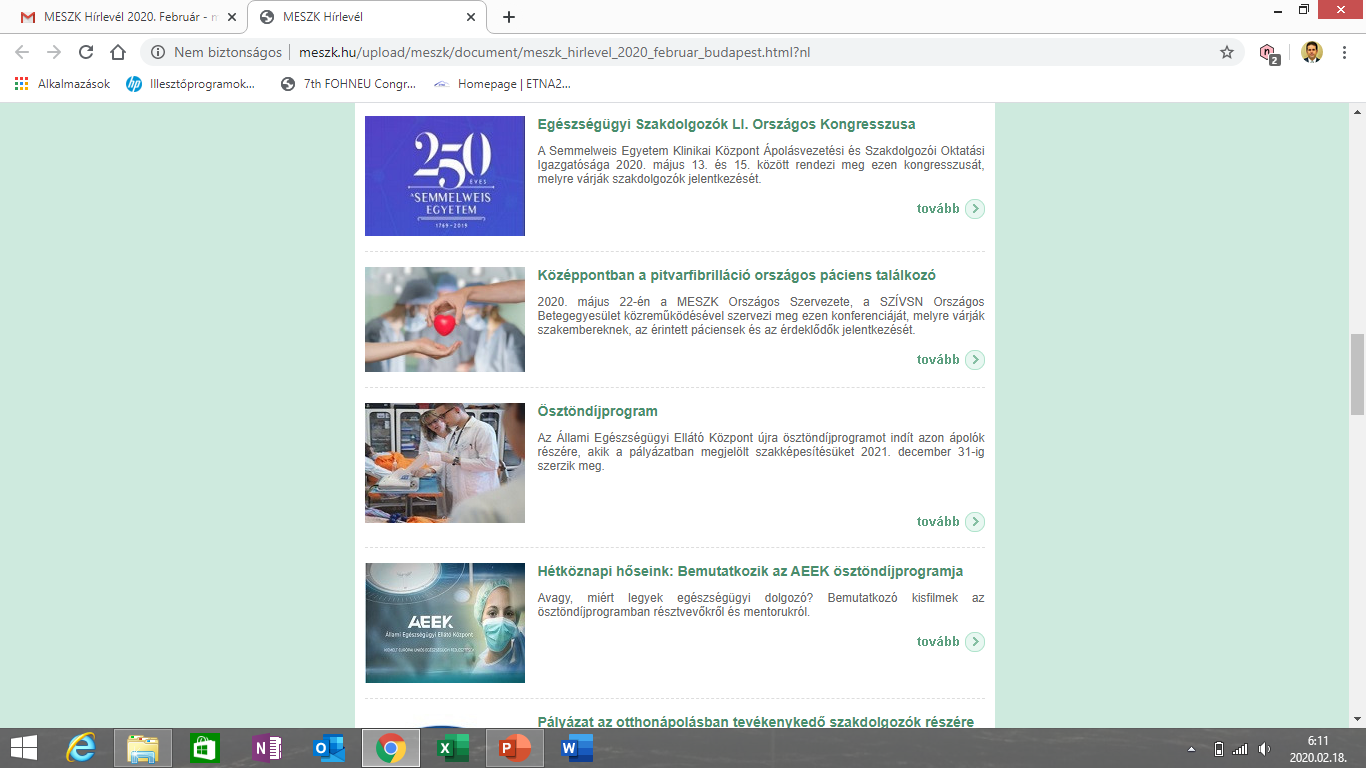 MESZK Hírlevél 2020. Február - m
MESZK Hírlevél
Nem biztonságos
meszk.hu/upload/meszk/document/meszk_hirlevel_2020_februar_budapest.html?nl
2
Alkalmazások
Illesztőprogramok...
7th FOHNEU Congr...
Homepage | ETNA2...
250
ÉVES
A SEMMELWEIS
EGYETEM
1769-2019
Egészségügyi Szakdolgozók LI. Országos Kongresszusa
A Semmelweis Egyetem Klinikai Központ Ápolásvezetési és Szakdolgozói Oktatási
Igazgatósága 2020. május 13. és 15. között rendezi meg ezen kongresszusát,
melyre várják szakdolgozók jelentkezését.
tovább
Középpontban a pitvarfibrilláció országos páciens találkozó
2020. május 22-én a MESZK Országos Szervezete, a SZÍVSN Országos
Betegegyesület közreműködésével szervezi meg ezen konferenciáját, melyre várják
szakembereknek, az érintett páciensek és az érdeklődők jelentkezését.
tovább
Ösztöndíjprogram
Az Állami Egészségügyi Ellátó Központ újra ösztöndíjprogramot indít azon ápolók
részére, akik a pályázatban megjelölt szakképesítésüket 2021. december 31-ig
szerzik meg.
tovább
AEEK
Állami Egészségügyi Ellátó Központ
Hétköznapi hőseink: Bemutatkozik az AEEK ösztöndíjprogramja
Avagy, miért legyek egészségügyi dolgozó? Bemutatkozó kisfilmek az
ösztöndíjprogramban résztvevőkről és mentorukról.
tovább
Pályázat az otthonápolásban tevékenykedő szakdolgozók részére
6:11
2020.02.18.